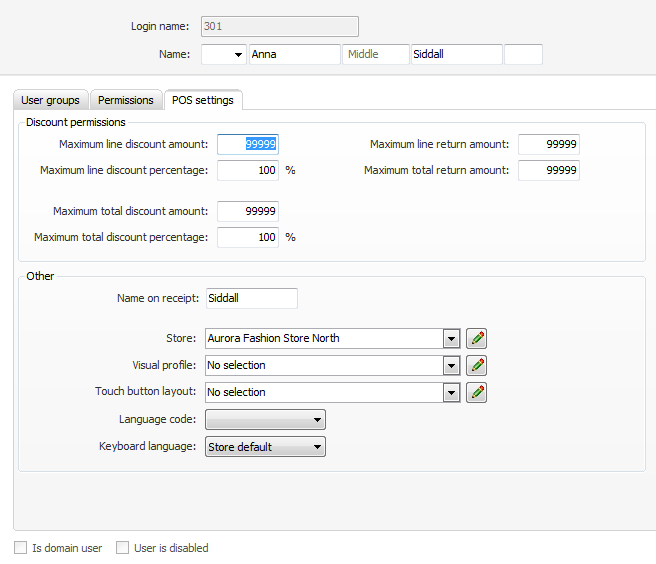 Login name: 301
Name: Anna Middle Siddall
User groups Permissions POS settings
Discount permissions
Maximum line discount amount: 99999 Maximum line return amount: 99999
Maximum line discount percentage: 100 % Maximum total return amount: 99999
Maximum total discount amount: 99999
Maximum total discount percentage: 100 %
Other
Name on receipt: Siddall
Store: Aurora Fashion Store North
Visual profile: No selection
Touch button layout: No selection
Language code:
Keyboard language: Store default
Is domain user User is disabled